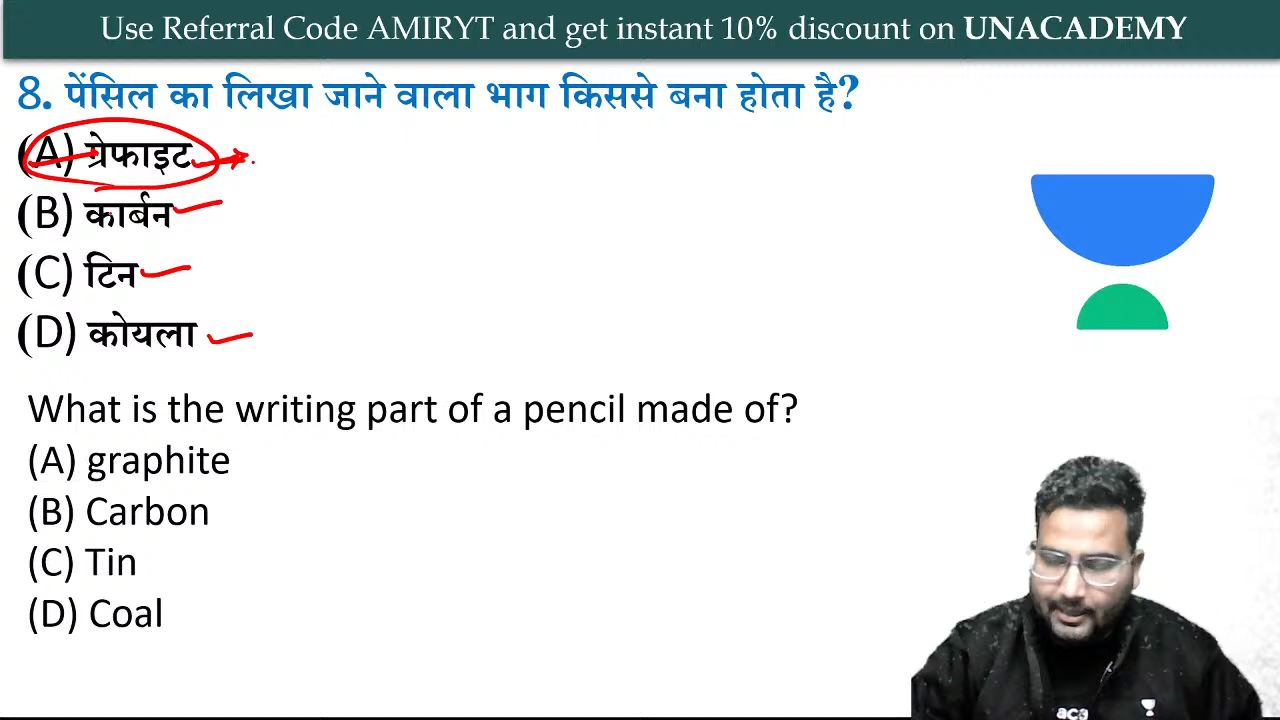 Use Referral Code AMIRYT and get instant 10% discount on UNACADEMY
8. पेंसिल का लिखा जाने वाला भाग किससे बना होता है?
(A) ग्रेफाइट
(B) कार्बन
(C) टिन
(D) कोयला
What is the writing part of a pencil made of?
(A) graphite
(B) Carbon
(C) Tin
(D) Coal